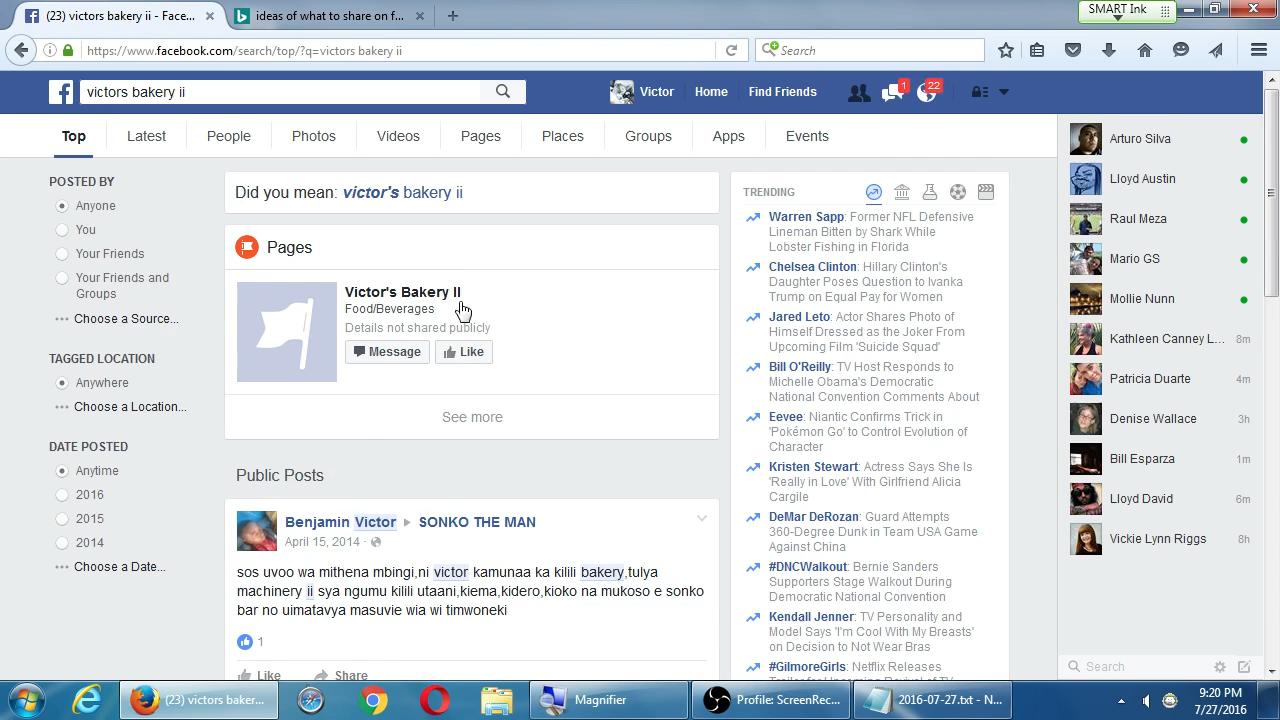 (23) victors bakery ii - Face...
ideas of what to share on f...
SMART Ink
https://www.facebook.com/search/top/?q=victors bakery ii
Search
victors bakery ii
Victor
Home
Find Friends
1
22
Top
Latest
People
Photos
Videos
Pages
Places
Groups
Apps
Events
POSTED BY
Anyone
You
Your Friends
Your Friends and
Groups
Choose a Source...
TAGGED LOCATION
Anywhere
Choose a Location...
DATE POSTED
Anytime
2016
2015
2014
Choose a Date...
Did you mean: victor's bakery ii
Pages
Victor's Bakery II
Food/Beverages
Details not shared publicly
Message
Like
See more
Public Posts
Benjamin Victor ▸ SONKO THE MAN
April 15, 2014
sos uvoo wa mithena mbingi,ni victor kamunaa ka kilili bakery,tulya
machinery ii sya ngumu kilili utaani,kiema,kidero,kioko na mukoso e sonko
bar no uimatavya masuvie wia wi timwoneki
1
Like
Share
TRENDING
Warren Sapp: Former NFL Defensive
Lineman Bitten by Shark While
Lobster Fishing in Florida
Chelsea Clinton: Hillary Clinton's
Daughter Poses Question to Ivanka
Trump on Equal Pay for Women
Jared Leto: Actor Shares Photo of
Himself Dressed as the Joker From
Upcoming Film 'Suicide Squad'
Bill O'Reilly: TV Host Responds to
Michelle Obama's Democratic
National Convention Comments About
Eevee: Niantic Confirms Trick in
'Pokémon Go' to Control Evolution of
Character
Kristen Stewart: Actress Says She Is
'Really in Love' With Girlfriend Alicia
Cargile
DeMar DeRozan: Guard Attempts
360-Degree Dunk in Team USA Game
Against China
#DNCWalkout: Bernie Sanders
Supporters Stage Walkout During
Democratic National Convention
Kendall Jenner: TV Personality and
Model Says 'I'm Cool With My Breasts'
on Decision to Not Wear Bras
#GilmoreGirls: Netflix Releases
Trailer for Upcoming Revival of TV
Arturo Silva
Lloyd Austin
Raul Meza
Mario GS
Mollie Nunn
Kathleen Canney L... 8m
Patricia Duarte 4m
Denise Wallace 3h
Bill Esparza 1m
Lloyd David 6m
Vickie Lynn Riggs 8h
Search
(23) victors bakery...
Magnifier
Profile: ScreenRec...
2016-07-27.txt - N...
9:20 PM
7/27/2016